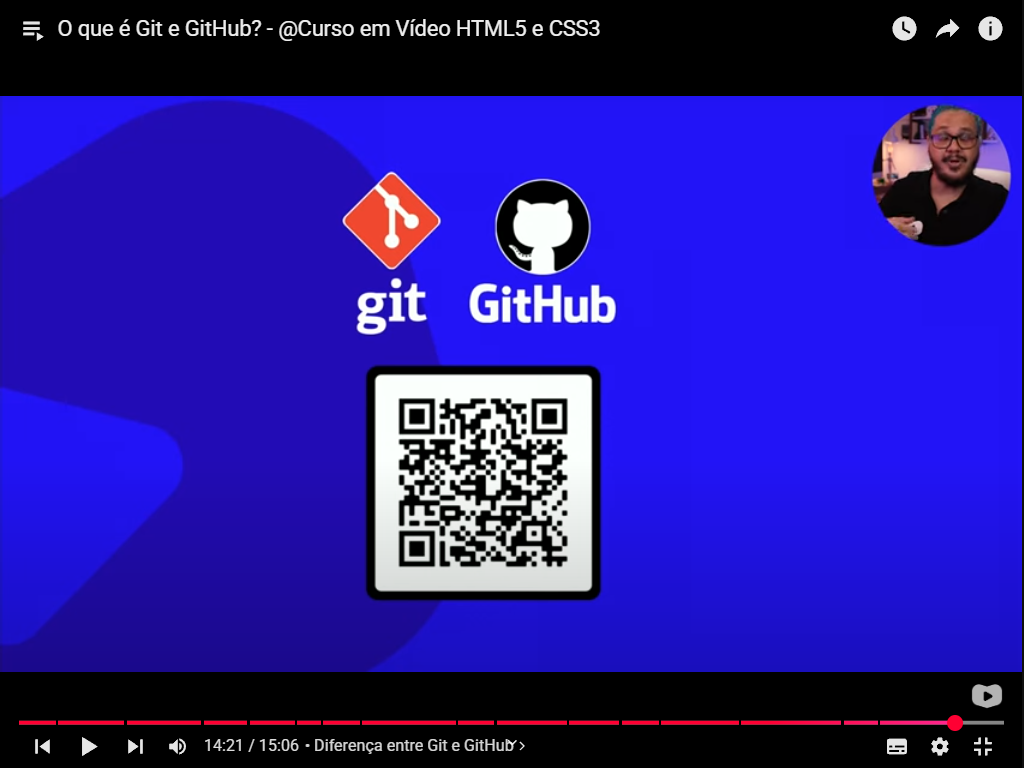 O que é Git e GitHub? - @Curso em Vídeo HTML5 e CSS3
git
GitHub
14:21 / 15:06 • Diferença entre Git e GitHub